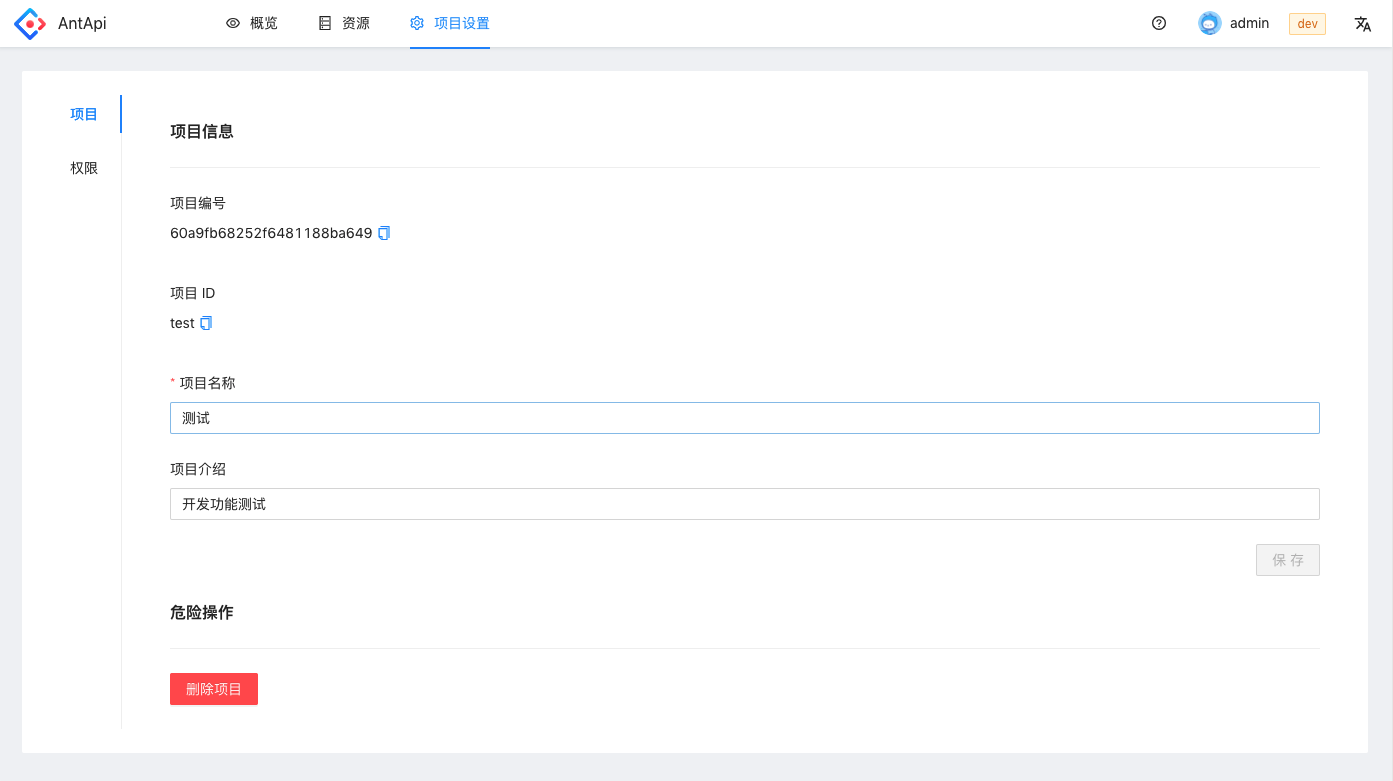 AntApi 概览 资源 项目设置 admin dev
项目
权限
项目信息
项目编号
60a9fb68252f6481188ba649
项目 ID
test
* 项目名称
测试
项目介绍
开发功能测试
保 存
危险操作
删除项目